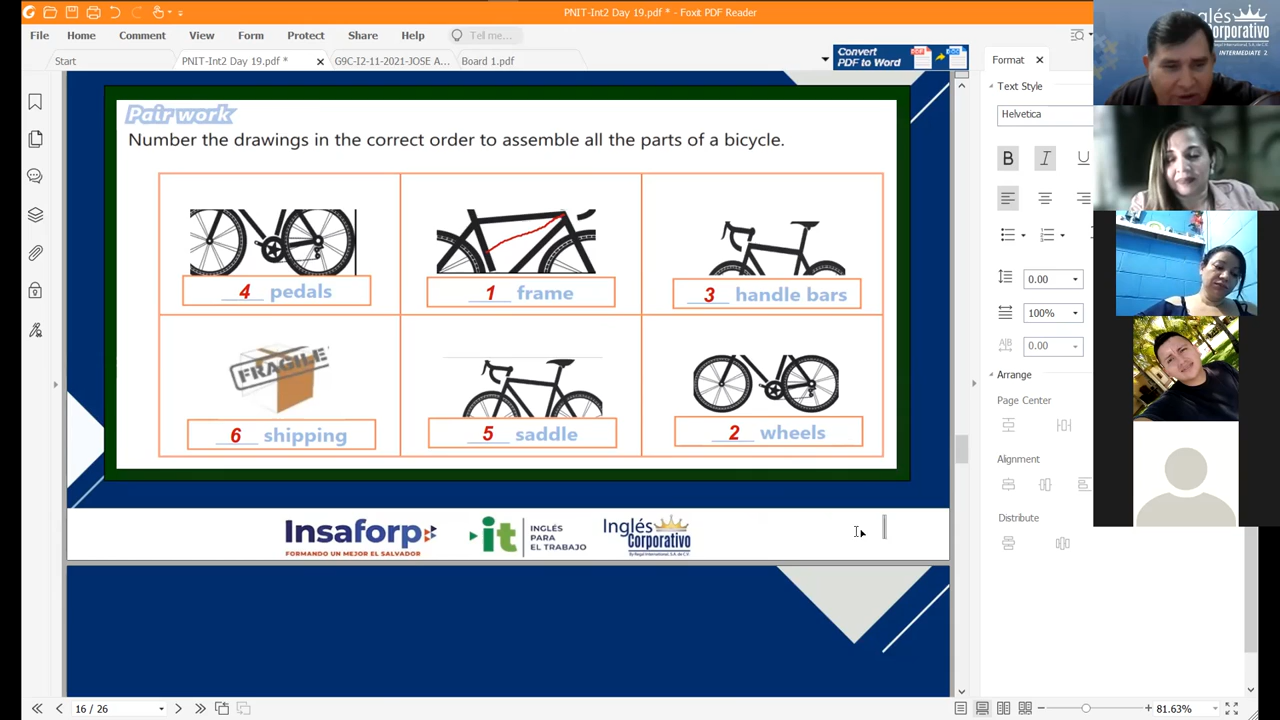 PNIT-Int2 Day 19.pdf * - Foxit PDF Reader
File Home Comment View Form Protect Share Help Tell me...
Start PNIT-Int2 Day 19.pdf * G9C-I2-11-2021-JOSE A... Board 1.pdf
Convert
PDF to Word
Pair work
Number the drawings in the correct order to assemble all the parts of a bicycle.
4 pedals
1 frame
3 handle bars
FRAGILE
6 shipping
5 saddle
2 wheels
Insaforp
FORMANDO UN MEJOR EL SALVADOR
it INGLÉS
PARA
EL TRABAJO
Inglés
Corporativo
By Regal International, S.A. de C.V.
16 / 26
81.63%
Format
Text Style
Helvetica
B I U
0.00
100%
0.00
Arrange
Page Center
Alignment
Distribute
Inglés
Corporativo
INTERMEDIATE 2